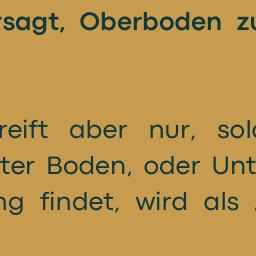 rsagt, Oberboden zu
reift aber nur, sol
ter Boden, oder Unt
ng findet, wird als